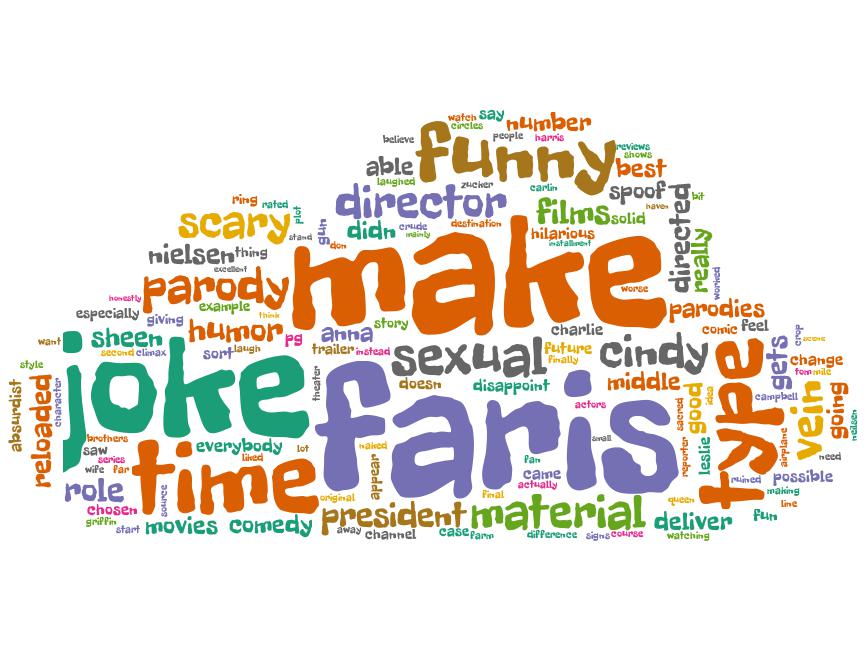 watch
say
circles
number
believe
people
harris
funny
reviews
shows
able
best
laughed
zucker
carlin
spoof
directed
bit
ring
rated
plot
director
films
solid
haven
scary
stand
gun
didn
crude
mainly
destination
hilarious
installment
really
nielsen
thing
don
make
excellent
worse
worked
parody
honestly
example
think
parodies
especially
giving
humor
pg
anna
story
charlie
comic
feel
crop
scene
want
joke
sheen
second
climax
sort
laugh
trailer
instead
sexual
future
finally
cindy
type
gets
change
style
theater
doesn
disappoint
middle
tom
mile
absurdist
reloaded
character
faris
actors
sacred
good
idea
campbell
vein
going
neilsen
brothers
saw
series
wife
far
everybody
liked
lot
time
naked
appear
small
fan
reporter
leslie
airplane
need
role
source
came
actually
ruined
possible
making
chosen
griffin
start
movies
comedy
original
president
final
material
queen
deliver
line
fun
away
channel
case
farm
difference
signs
course
watching